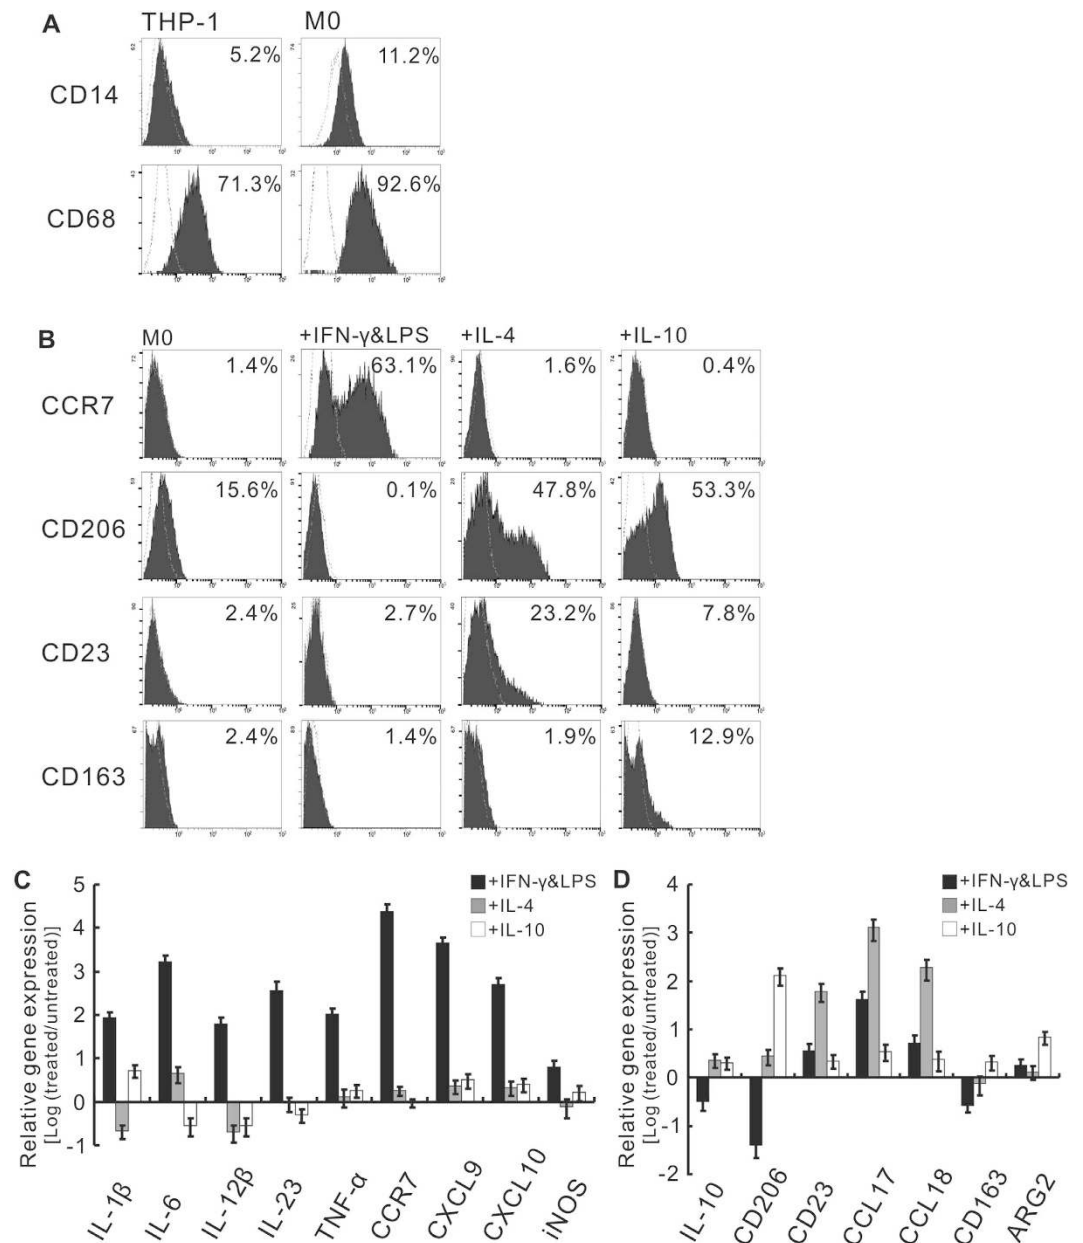 A
THP-1 M0
CD14 5.2% 11.2%
CD68 71.3% 92.6%
B
M0 +IFN-γ&LPS +IL-4 +IL-10
CCR7 1.4% 63.1% 1.6% 0.4%
CD206 15.6% 0.1% 47.8% 53.3%
CD23 2.4% 2.7% 23.2% 7.8%
CD163 2.4% 1.4% 1.9% 12.9%
C
Relative gene expression
[Log (treated/untreated)]
5
4
3
2
1
0
-1
+IFN-γ&LPS
+IL-4
+IL-10
IL-1β IL-6 IL-12β IL-23 TNF-α CCR7 CXCL9 CXCL10 iNOS
D
Relative gene expression
[Log (treated/untreated)]
4
3
2
1
0
-1
-2
+IFN-γ&LPS
+IL-4
+IL-10
IL-10 CD206 CD23 CCL17 CCL18 CD163 ARG2